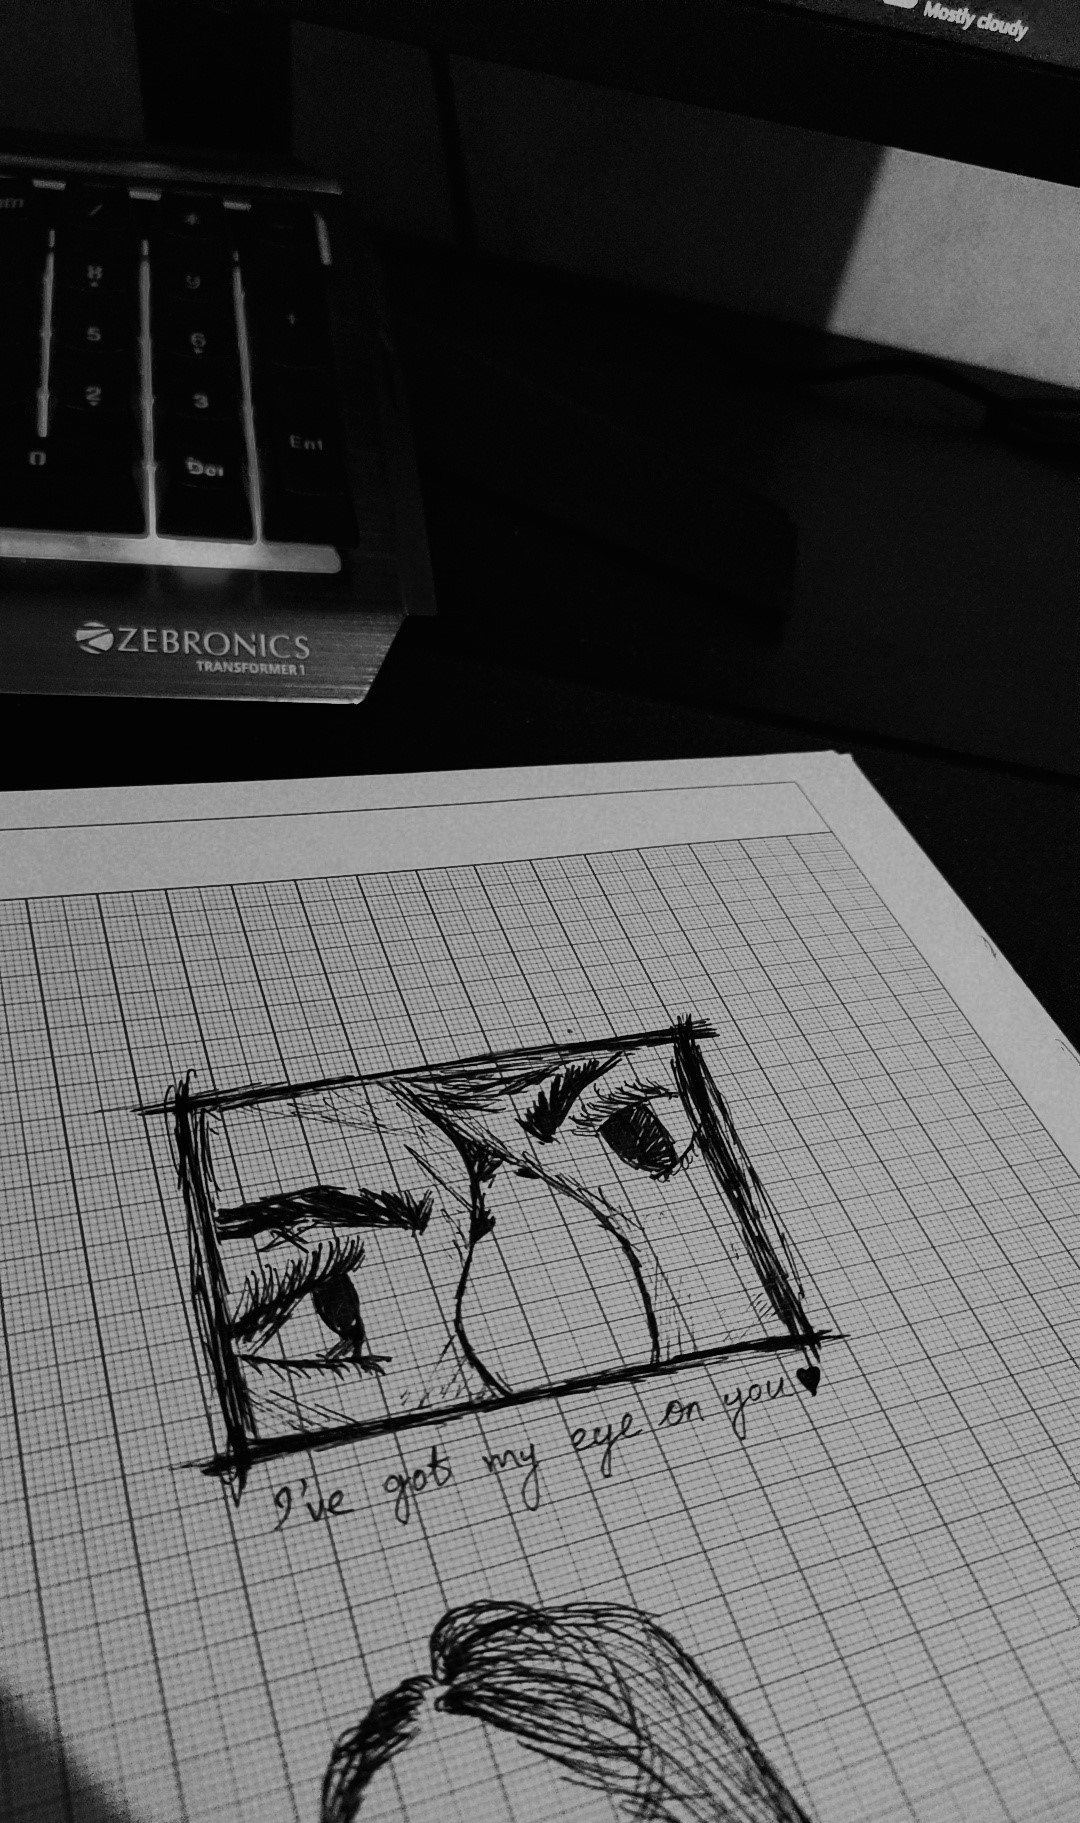 Mostly cloudy
/ *
8 9
+
5 6
2 3
Ent
0 Del
ZEBRONICS
TRANSFORMER 1
I've got my eye on you♥